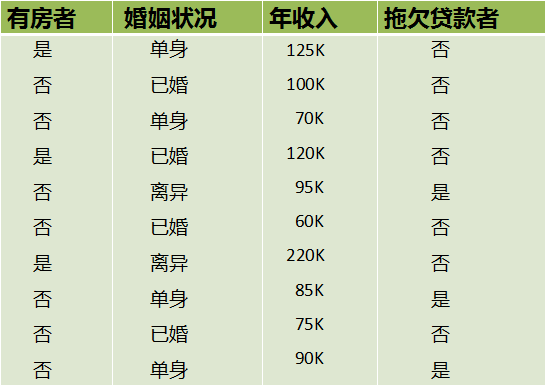 有房者 婚姻状况 年收入 拖欠贷款者
是 单身 125K 否
否 已婚 100K 否
否 单身 70K 否
是 已婚 120K 否
否 离异 95K 是
否 已婚 60K 否
是 离异 220K 否
否 单身 85K 是
否 已婚 75K 否
否 单身 90K 是